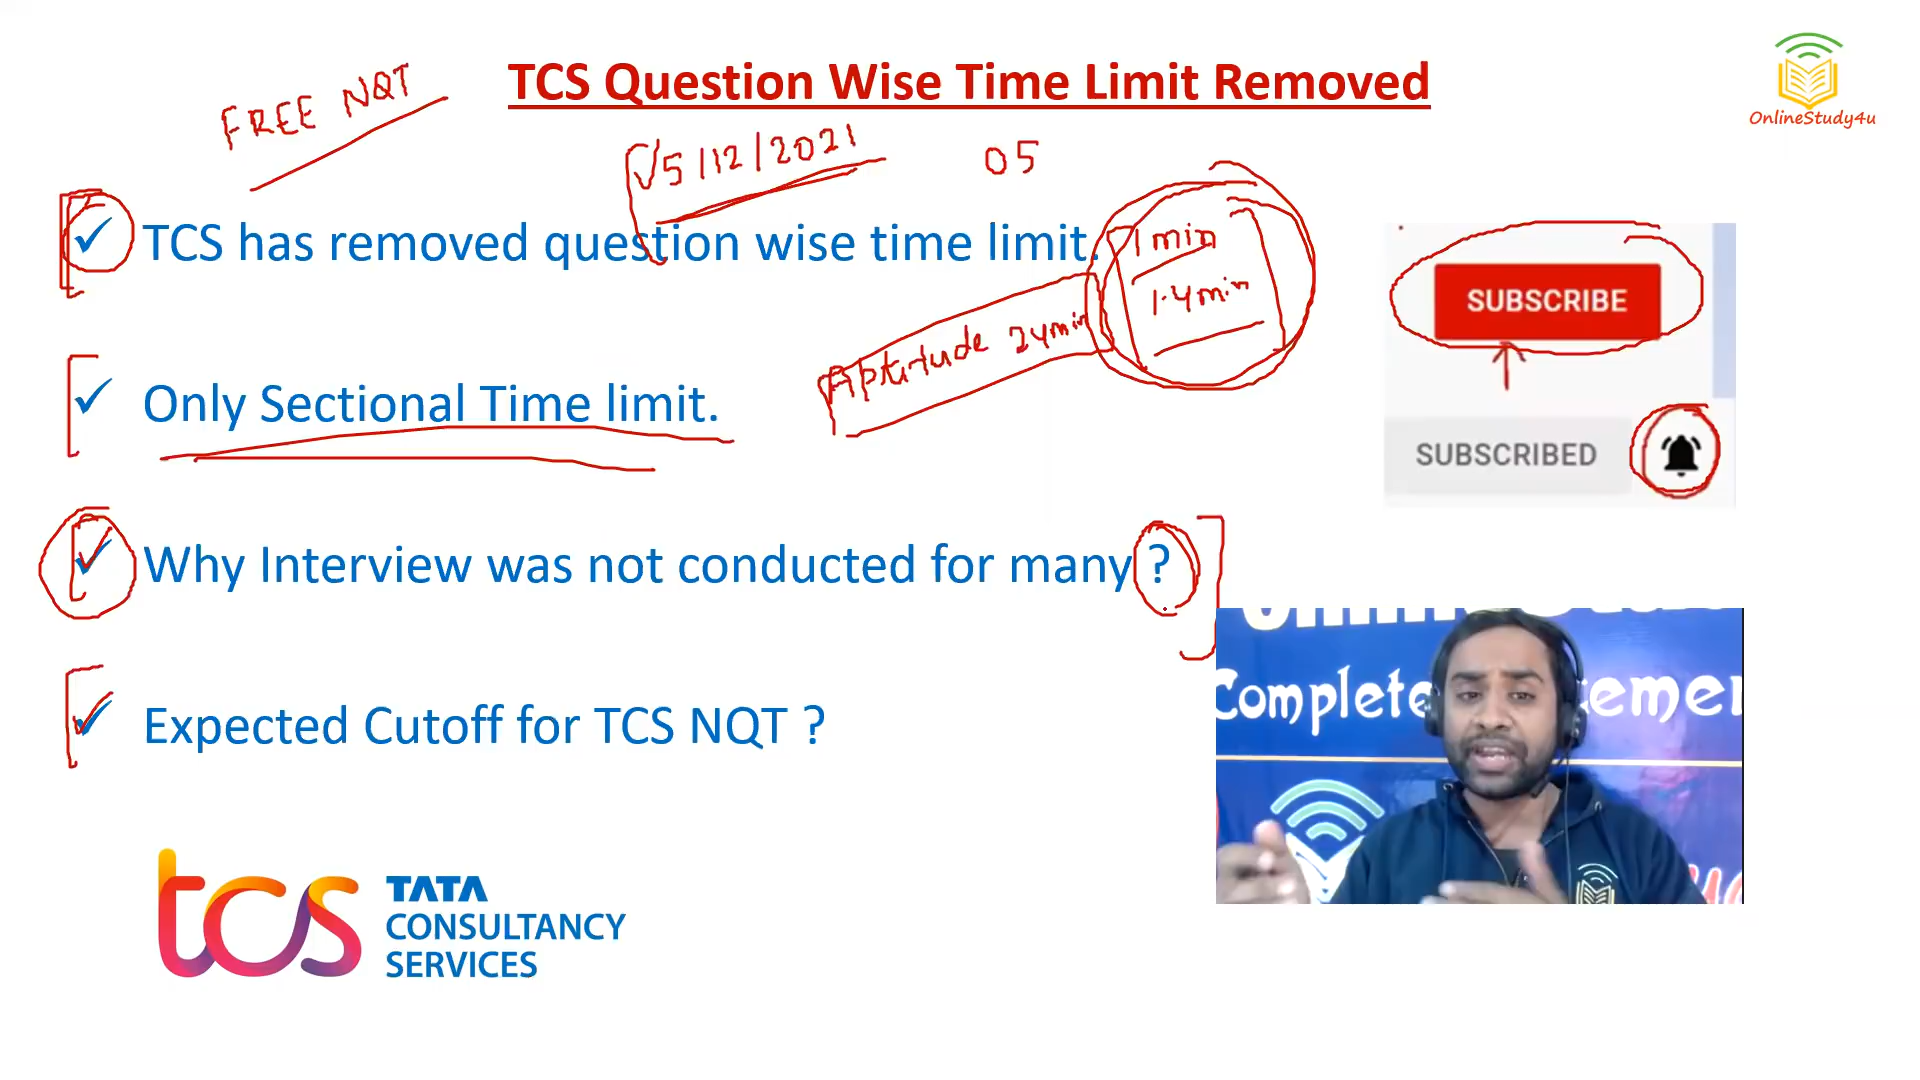 TCS Question Wise Time Limit Removed
OnlineStudy4u
FREE NQT
5/12/2021
05
TCS has removed question wise time limit.
1 min
1.4 min
Aptitude 24 min
SUBSCRIBE
Only Sectional Time limit.
SUBSCRIBED
Why Interview was not conducted for many ?
Complete
Expected Cutoff for TCS NQT ?
tcs TATA
CONSULTANCY
SERVICES